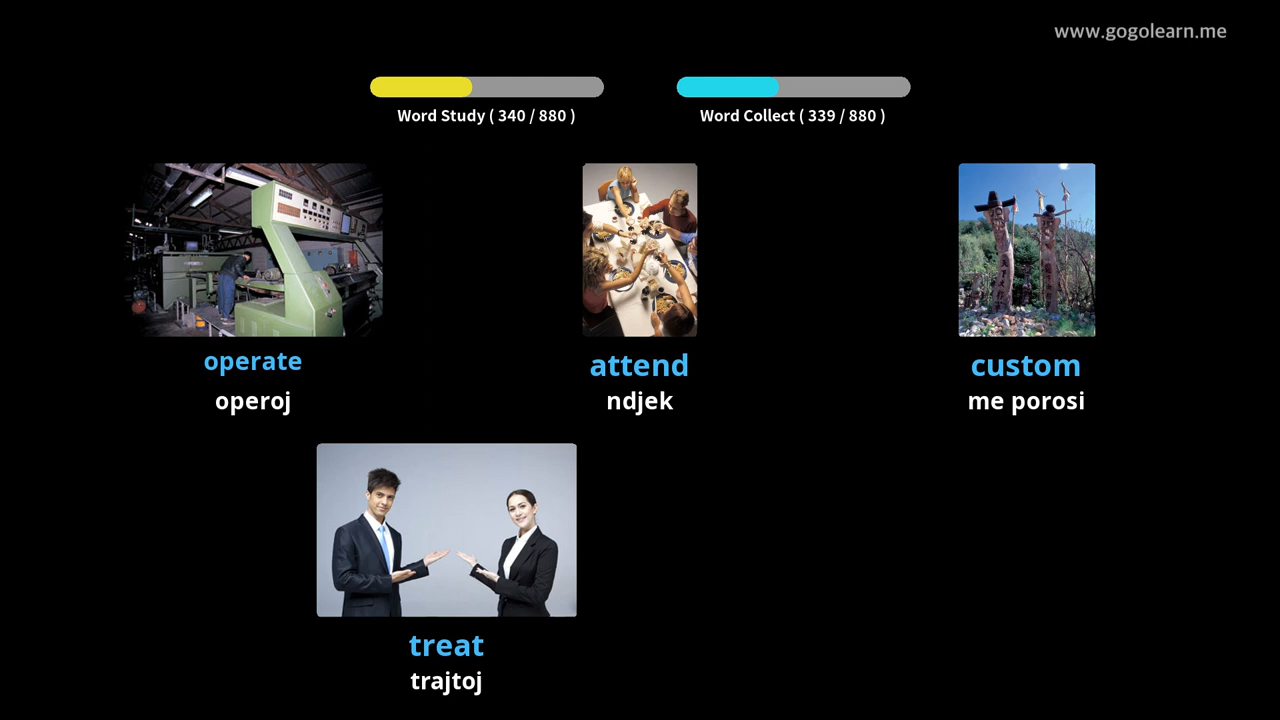 www.gogolearn.me
Word Study ( 340 / 880 )
Word Collect ( 339 / 880 )
operate
operoj
attend
ndjek
custom
me porosi
treat
trajtoj